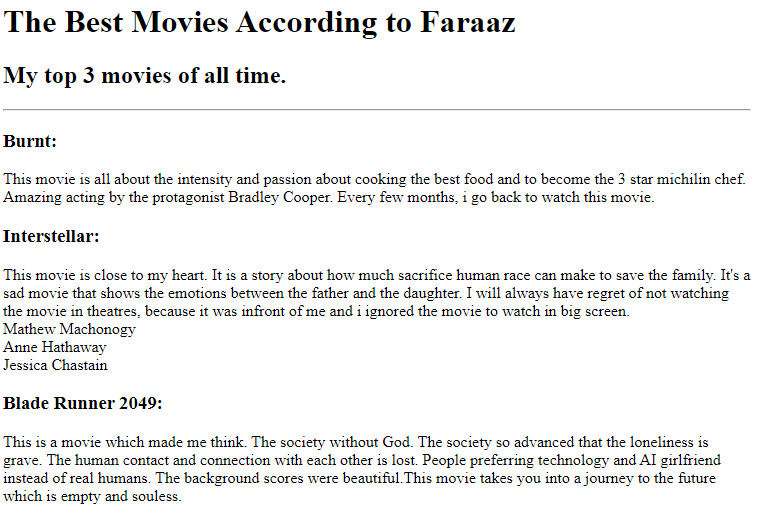 The Best Movies According to Faraaz
My top 3 movies of all time.
Burnt:
This movie is all about the intensity and passion about cooking the best food and to become the 3 star michilin chef.
Amazing acting by the protagonist Bradley Cooper. Every few months, i go back to watch this movie.
Interstellar:
This movie is close to my heart. It is a story about how much sacrifice human race can make to save the family. It's a
sad movie that shows the emotions between the father and the daughter. I will always have regret of not watching
the movie in theatres, because it was infront of me and i ignored the movie to watch in big screen.
Mathew Machonogy
Anne Hathaway
Jessica Chastain
Blade Runner 2049:
This is a movie which made me think. The society without God. The society so advanced that the loneliness is
grave. The human contact and connection with each other is lost. People preferring technology and AI girlfriend
instead of real humans. The background scores were beautiful.This movie takes you into a journey to the future
which is empty and souless.